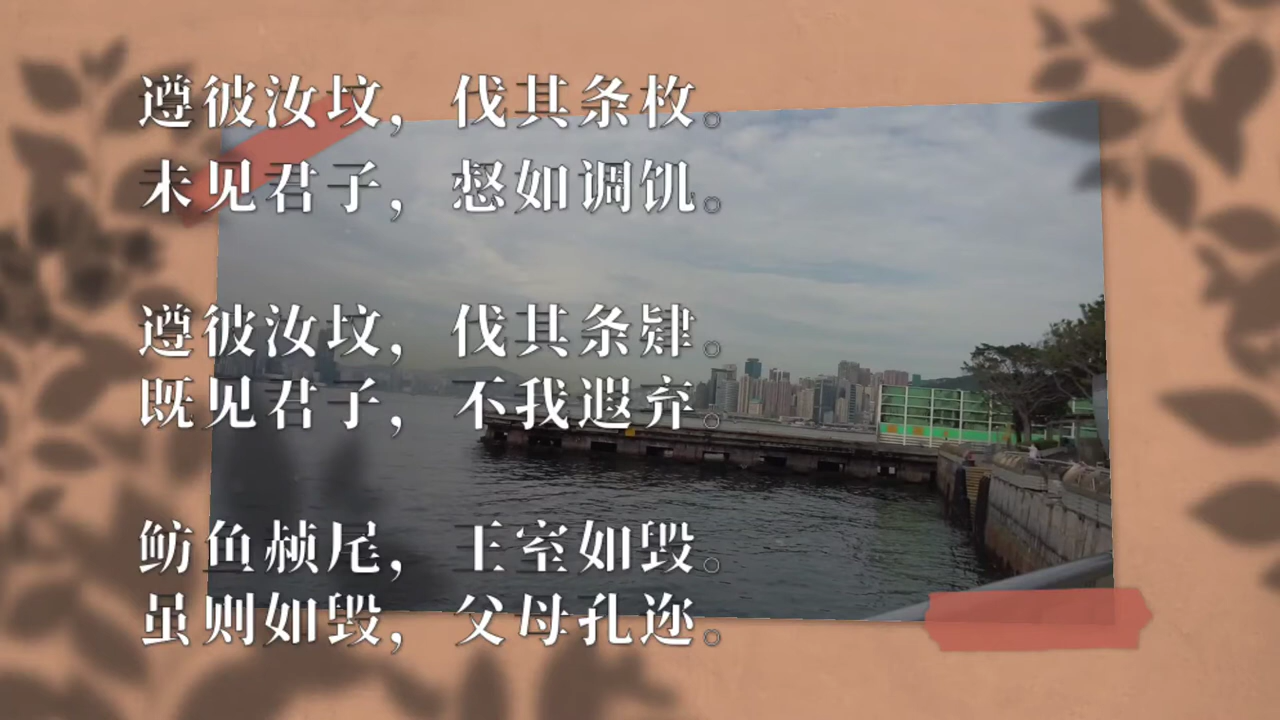 遵彼汝坟，伐其条枚。
未见君子，惄如调饥。
遵彼汝坟，伐其条肄。
既见君子，不我遐弃。
鲂鱼赪尾，王室如毁。
虽则如毁，父母孔迩。